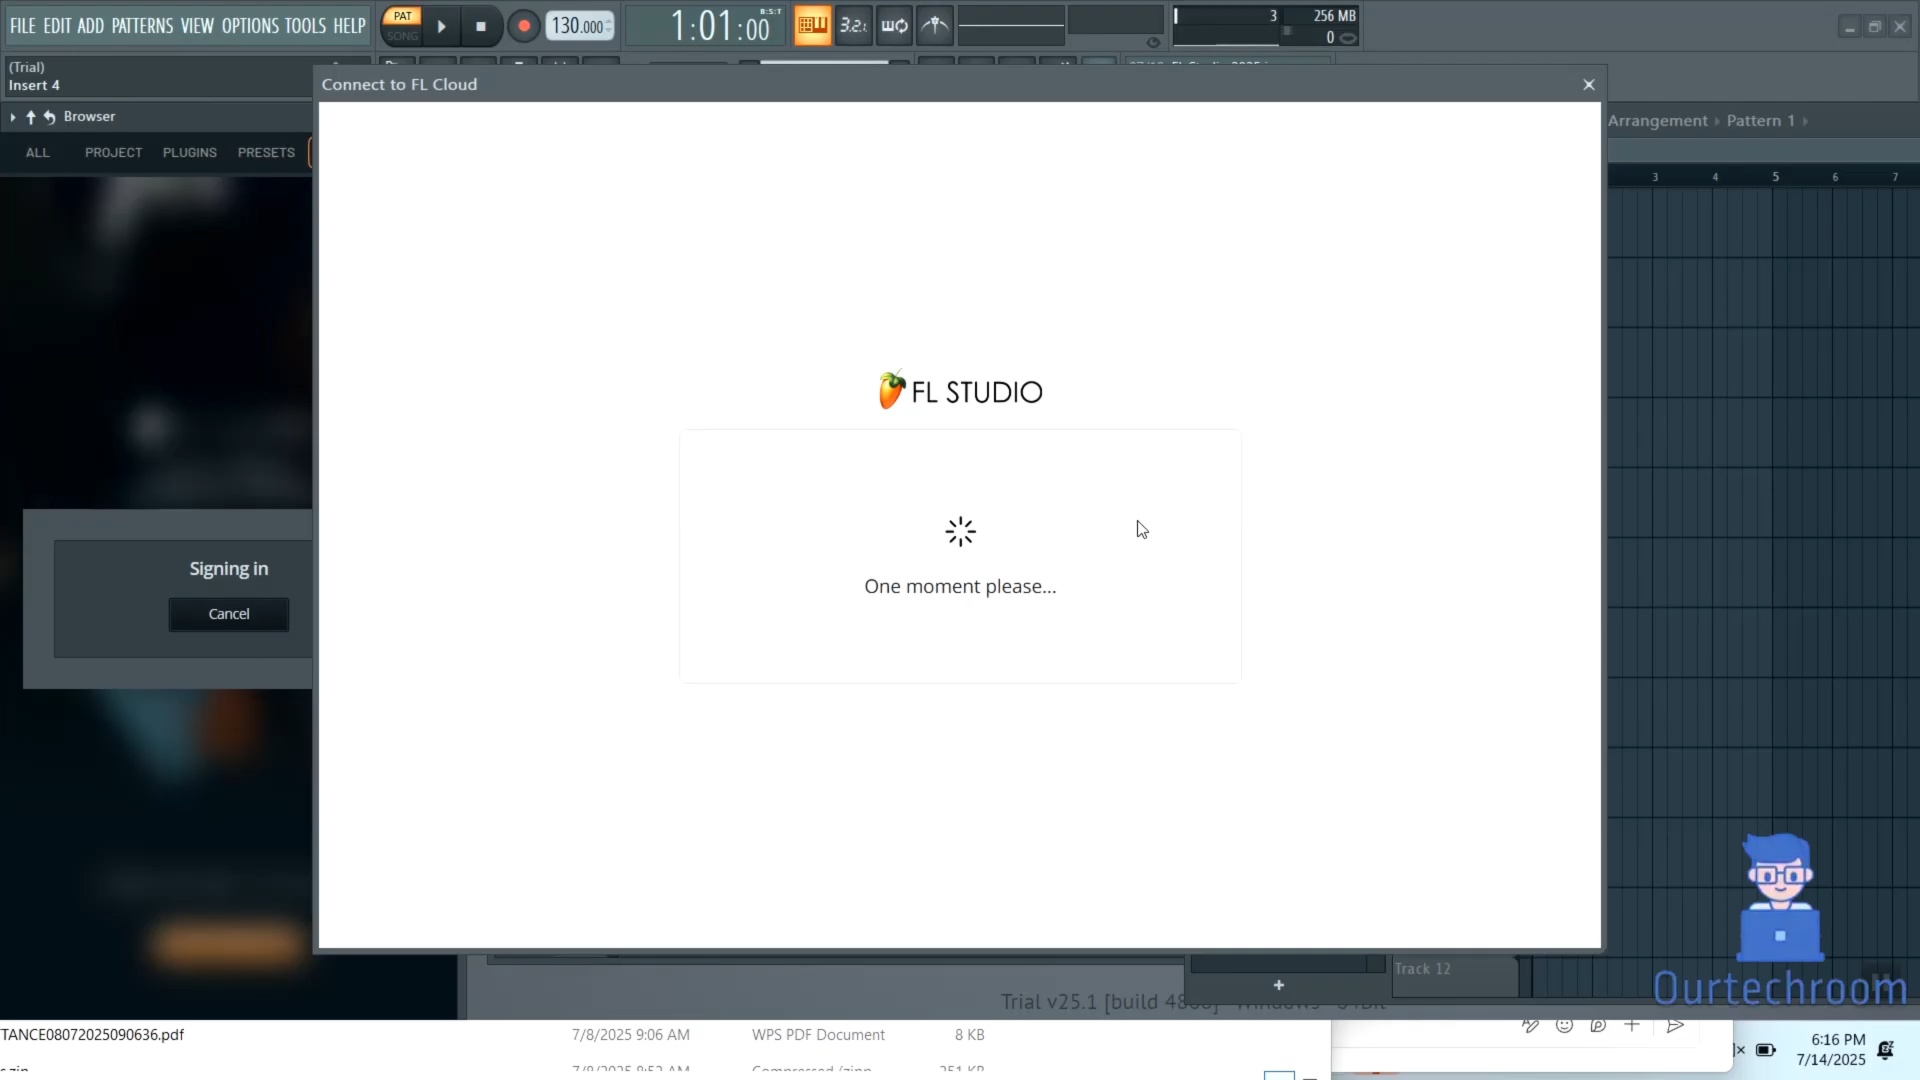 FILE EDIT ADD PATTERNS VIEW OPTIONS TOOLS HELP
PAT
SONG
130.000
1:01:00
B:S:T
3
256 MB
0
(Trial)
Insert 4
Connect to FL Cloud
Browser
Arrangement
Pattern 1
ALL PROJECT PLUGINS PRESETS
3 4 5 6 7
FL STUDIO
One moment please...
Signing in
Cancel
Track 12
Trial v25.1 [build
Ourtechroom
TANCE08072025090636.pdf 7/8/2025 9:06 AM WPS PDF Document 8 KB
6:16 PM
7/14/2025